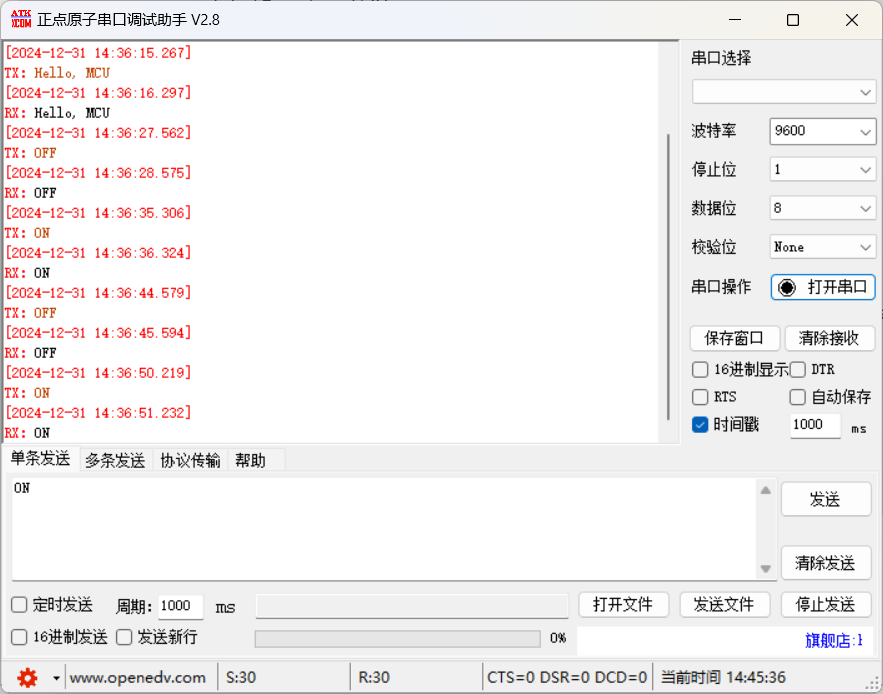 ATK
XCOM
正点原子串口调试助手 V2.8
[2024-12-31 14:36:15.267]
TX: Hello, MCU
[2024-12-31 14:36:16.297]
RX: Hello, MCU
[2024-12-31 14:36:27.562]
TX: OFF
[2024-12-31 14:36:28.575]
RX: OFF
[2024-12-31 14:36:35.306]
TX: ON
[2024-12-31 14:36:36.324]
RX: ON
[2024-12-31 14:36:44.579]
TX: OFF
[2024-12-31 14:36:45.594]
RX: OFF
[2024-12-31 14:36:50.219]
TX: ON
[2024-12-31 14:36:51.232]
RX: ON
串口选择
波特率 9600
停止位 1
数据位 8
校验位 None
串口操作 打开串口
保存窗口 清除接收
16进制显示 DTR
RTS 自动保存
时间戳 1000 ms
单条发送 多条发送 协议传输 帮助
ON
发送
清除发送
定时发送 周期: 1000 ms 打开文件 发送文件 停止发送
16进制发送 发送新行 0% 旗舰店:
www.openedv.com S:30 R:30 CTS=0 DSR=0 DCD=0 当前时间 14:45:36